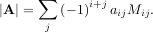 |A| = ∑_j (−1)^{i+j} a_{ij} M_{ij}.